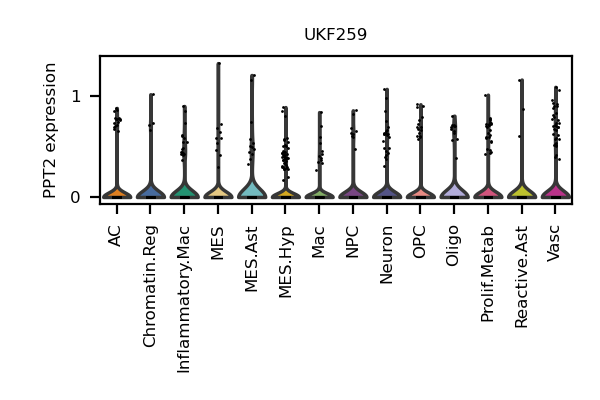 UKF259
PPT2 expression
1
0
AC
Chromatin.Reg
Inflammatory.Mac
MES
MES.Ast
MES.Hyp
Mac
NPC
Neuron
OPC
Oligo
Prolif.Metab
Reactive.Ast
Vasc